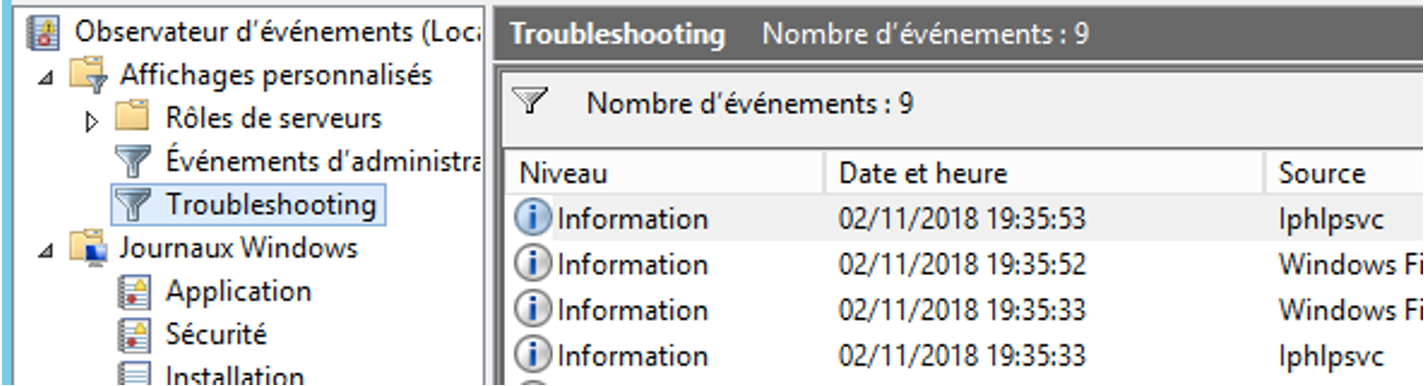 Observateur d'événements (Loca
Affichages personnalisés
Rôles de serveurs
Événements d'administra
Troubleshooting
Journaux Windows
Application
Sécurité
Installation
Troubleshooting Nombre d'événements : 9
Nombre d'événements : 9
Niveau Date et heure Source
Information 02/11/2018 19:35:53 Iphlpsvc
Information 02/11/2018 19:35:52 Windows Fi
Information 02/11/2018 19:35:33 Windows Fi
Information 02/11/2018 19:35:33 Iphlpsvc